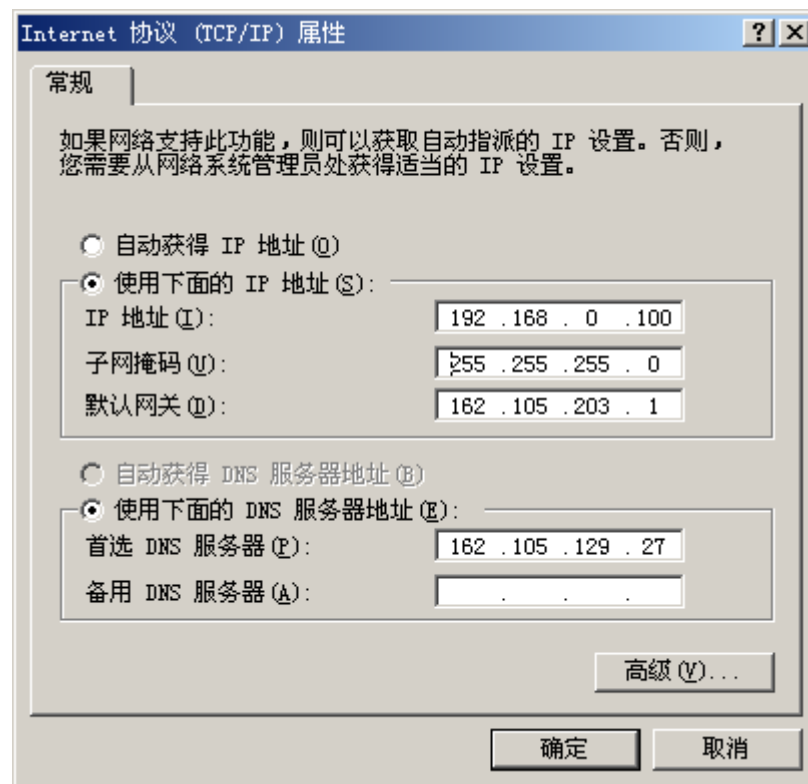 Internet 协议 (TCP/IP) 属性
常规
如果网络支持此功能,则可以获取自动指派的 IP 设置。否则,
您需要从网络系统管理员处获得适当的 IP 设置。
自动获得 IP 地址(O)
使用下面的 IP 地址(S):
IP 地址(I): 192 .168 . 0 .100
子网掩码(U): 255 .255 .255 . 0
默认网关(D): 162 .105 .203 . 1
自动获得 DNS 服务器地址(B)
使用下面的 DNS 服务器地址(E):
首选 DNS 服务器(P): 162 .105 .129 . 27
备用 DNS 服务器(A): . . .
高级(V)...
确定 取消